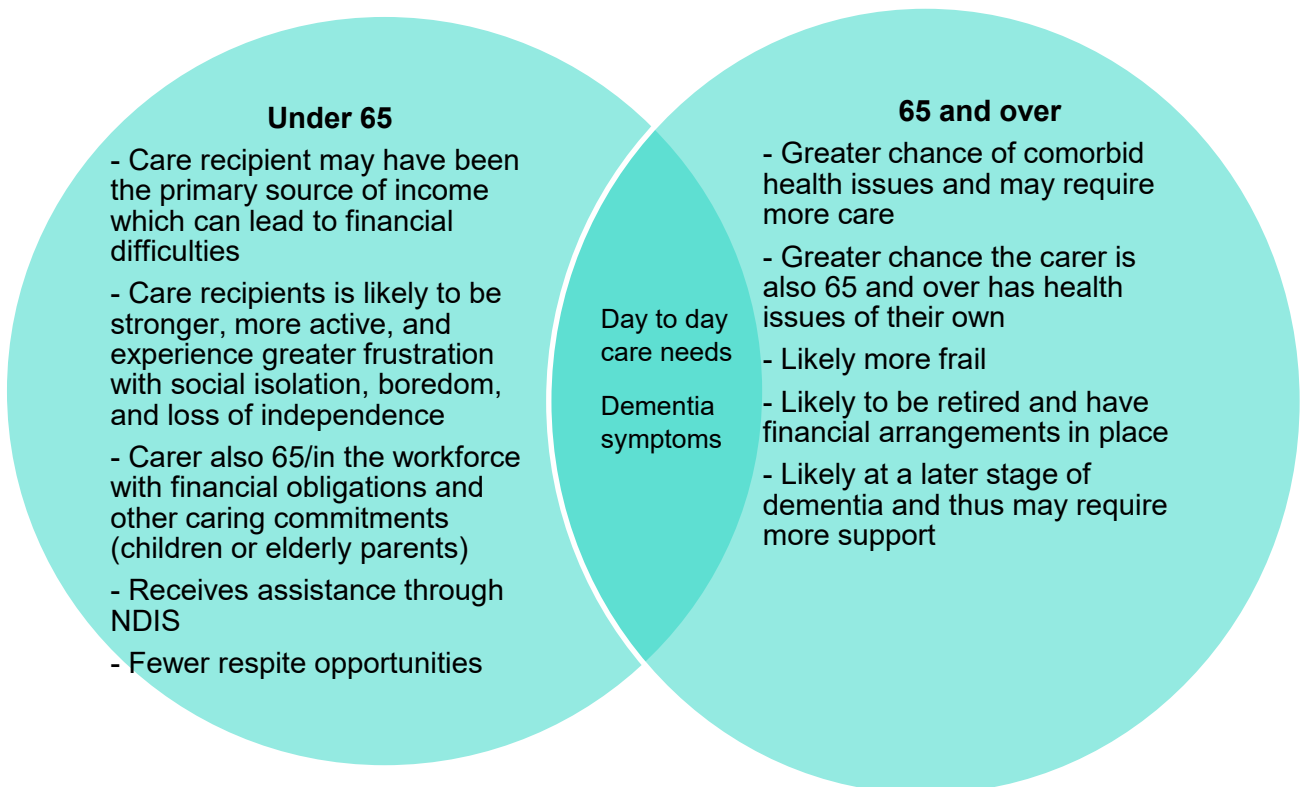 Under 65
- Care recipient may have been
the primary source of income
which can lead to financial
difficulties
- Care recipients is likely to be
stronger, more active, and
experience greater frustration
with social isolation, boredom,
and loss of independence
- Carer also 65/in the workforce
with financial obligations and
other caring commitments
(children or elderly parents)
- Receives assistance through
NDIS
- Fewer respite opportunities
Day to day
care needs
Dementia
symptoms
65 and over
- Greater chance of comorbid
health issues and may require
more care
- Greater chance the carer is
also 65 and over has health
issues of their own
- Likely more frail
- Likely to be retired and have
financial arrangements in place
- Likely at a later stage of
dementia and thus may require
more support